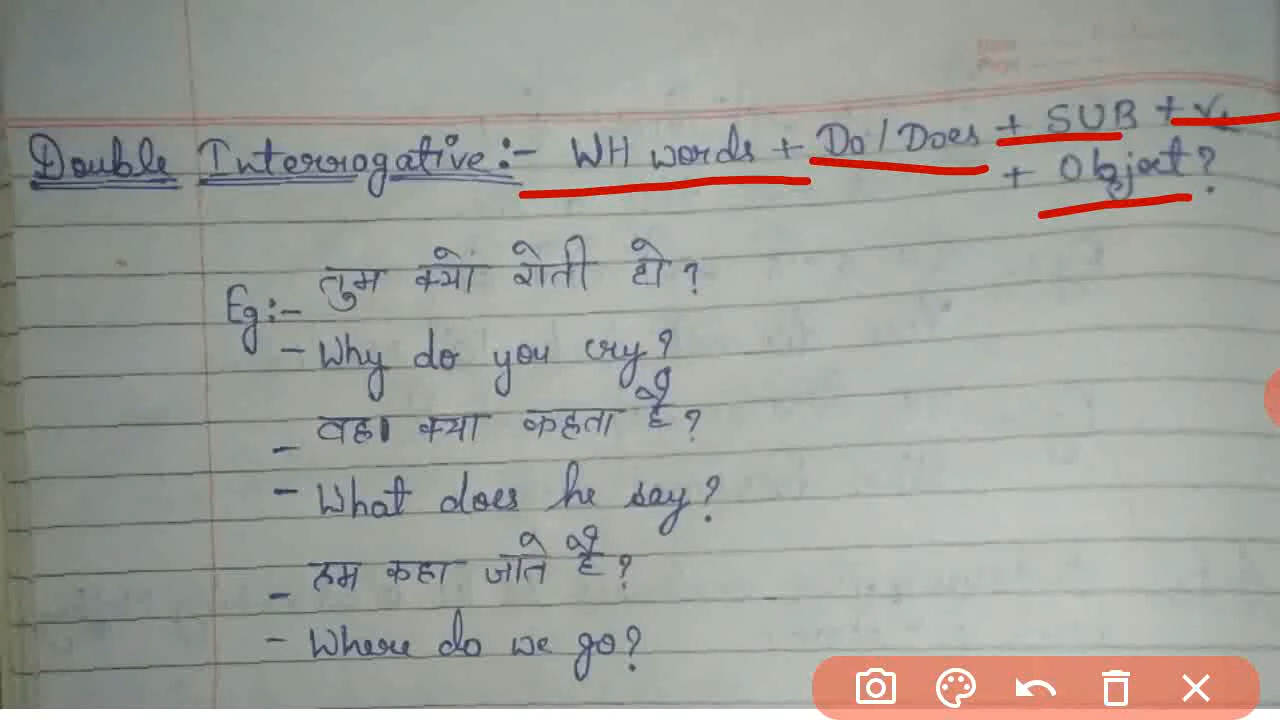 Double Interrogative:- WH words + Do/Does + SUB + V1
+ Object?
Eg:- तुम क्यों रोती हो?
- Why do you cry?
- वह क्या कहता है?
- What does he say?
- हम कहा जाते है?
- Where do we go?